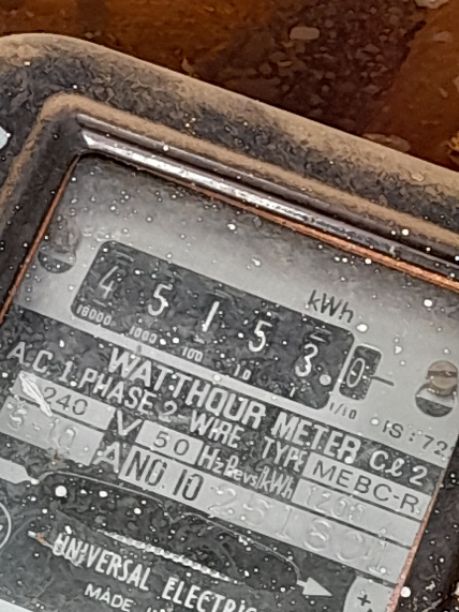 kWh
4 5 1 5 3 0
10000 1000 100 10 1/10
IS:72
WATTHOUR METER Cl 2
A.C. 1 PHASE 2 WIRE TYPE MEBC-R
240 V 50 Hz Revs/kWh 1200
5-10 A NO. 10
UNIVERSAL ELECTRIC
MADE